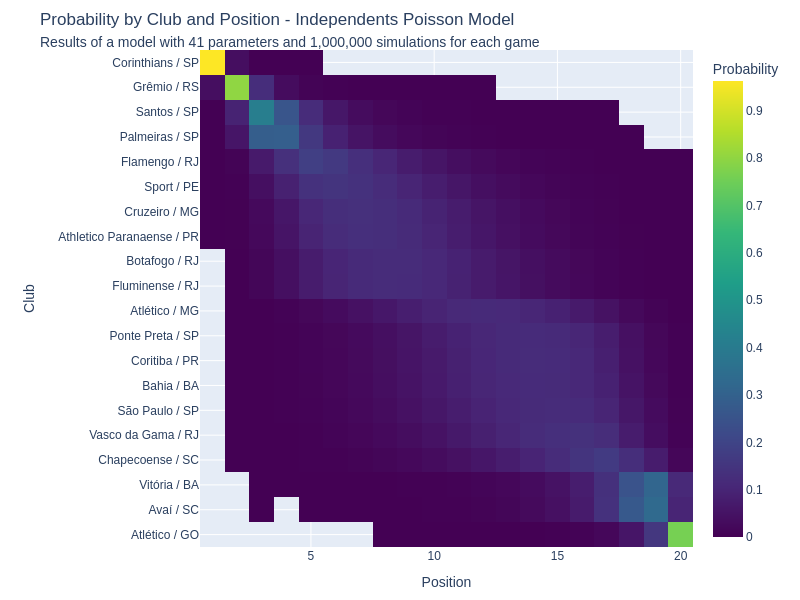 Probability by Club and Position - Independents Poisson Model
Results of a model with 41 parameters and 1,000,000 simulations for each game
Corinthians / SP
Grêmio / RS
Santos / SP
Palmeiras / SP
Flamengo / RJ
Sport / PE
Cruzeiro / MG
Athletico Paranaense / PR
Botafogo / RJ
Fluminense / RJ
Atlético / MG
Ponte Preta / SP
Coritiba / PR
Bahia / BA
São Paulo / SP
Vasco da Gama / RJ
Chapecoense / SC
Vitória / BA
Avaí / SC
Atlético / GO
Club
5
10
15
20
Position
Probability
0.9
0.8
0.7
0.6
0.5
0.4
0.3
0.2
0.1
0